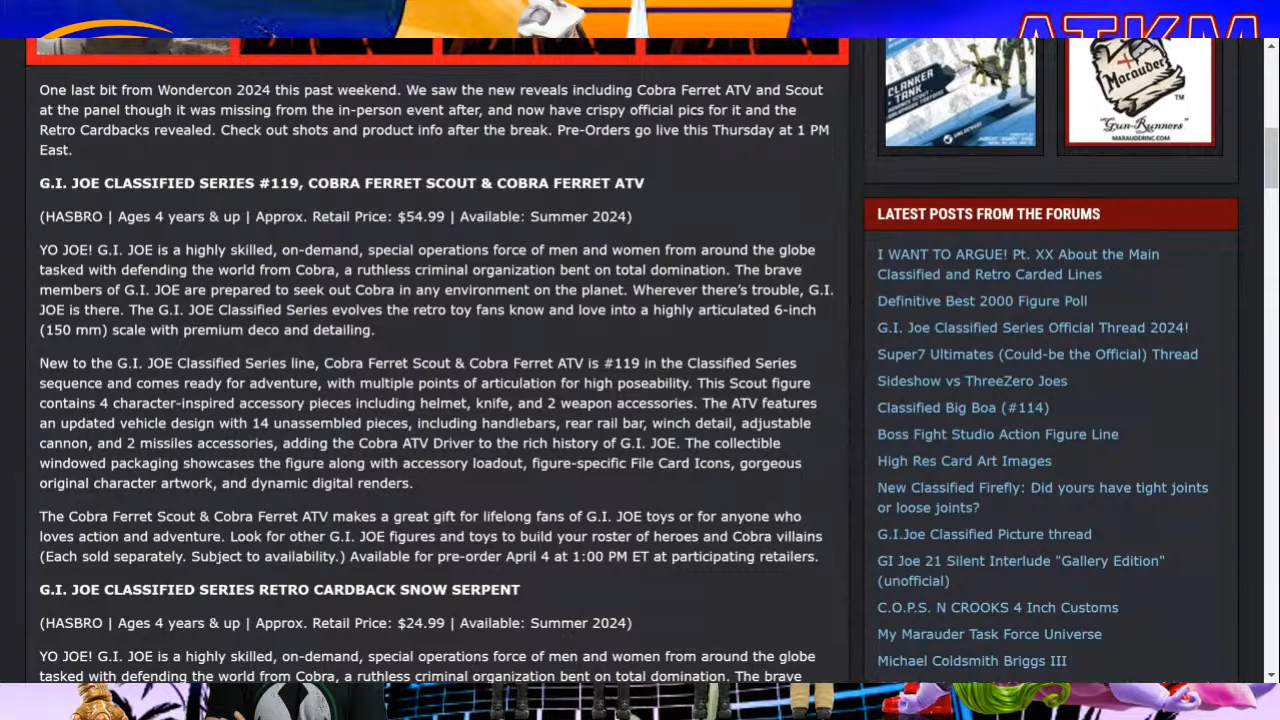 ATKM
One last bit from Wondercon 2024 this past weekend. We saw the new reveals including Cobra Ferret ATV and Scout
at the panel though it was missing from the in-person event after, and now have crispy official pics for it and the
Retro Cardbacks revealed. Check out shots and product info after the break. Pre-Orders go live this Thursday at 1 PM
East.
G.I. JOE CLASSIFIED SERIES #119, COBRA FERRET SCOUT & COBRA FERRET ATV
(HASBRO | Ages 4 years & up | Approx. Retail Price: $54.99 | Available: Summer 2024)
YO JOE! G.I. JOE is a highly skilled, on-demand, special operations force of men and women from around the globe
tasked with defending the world from Cobra, a ruthless criminal organization bent on total domination. The brave
members of G.I. JOE are prepared to seek out Cobra in any environment on the planet. Wherever there’s trouble, G.I.
JOE is there. The G.I. JOE Classified Series evolves the retro toy fans know and love into a highly articulated 6-inch
(150 mm) scale with premium deco and detailing.
New to the G.I. JOE Classified Series line, Cobra Ferret Scout & Cobra Ferret ATV is #119 in the Classified Series
sequence and comes ready for adventure, with multiple points of articulation for high poseability. This Scout figure
contains 4 character-inspired accessory pieces including helmet, knife, and 2 weapon accessories. The ATV features
an updated vehicle design with 14 unassembled pieces, including handlebars, rear rail bar, winch detail, adjustable
cannon, and 2 missiles accessories, adding the Cobra ATV Driver to the rich history of G.I. JOE. The collectible
windowed packaging showcases the figure along with accessory loadout, figure-specific File Card Icons, gorgeous
original character artwork, and dynamic digital renders.
The Cobra Ferret Scout & Cobra Ferret ATV makes a great gift for lifelong fans of G.I. JOE toys or for anyone who
loves action and adventure. Look for other G.I. JOE figures and toys to build your roster of heroes and Cobra villains
(Each sold separately. Subject to availability.) Available for pre-order April 4 at 1:00 PM ET at participating retailers.
G.I. JOE CLASSIFIED SERIES RETRO CARDBACK SNOW SERPENT
(HASBRO | Ages 4 years & up | Approx. Retail Price: $24.99 | Available: Summer 2024)
YO JOE! G.I. JOE is a highly skilled, on-demand, special operations force of men and women from around the globe
tasked with defending the world from Cobra, a ruthless criminal organization bent on total domination. The brave
CLANKER
TANK
UNLOCKED!
Marauder
TM
"Gun-Runners"
MARAUDERINC.COM
LATEST POSTS FROM THE FORUMS
I WANT TO ARGUE! Pt. XX About the Main
Classified and Retro Carded Lines
Definitive Best 2000 Figure Poll
G.I. Joe Classified Series Official Thread 2024!
Super7 Ultimates (Could-be the Official) Thread
Sideshow vs ThreeZero Joes
Classified Big Boa (#114)
Boss Fight Studio Action Figure Line
High Res Card Art Images
New Classified Firefly: Did yours have tight joints
or loose joints?
G.I.Joe Classified Picture thread
GI Joe 21 Silent Interlude "Gallery Edition"
(unofficial)
C.O.P.S. N CROOKS 4 Inch Customs
My Marauder Task Force Universe
Michael Coldsmith Briggs III